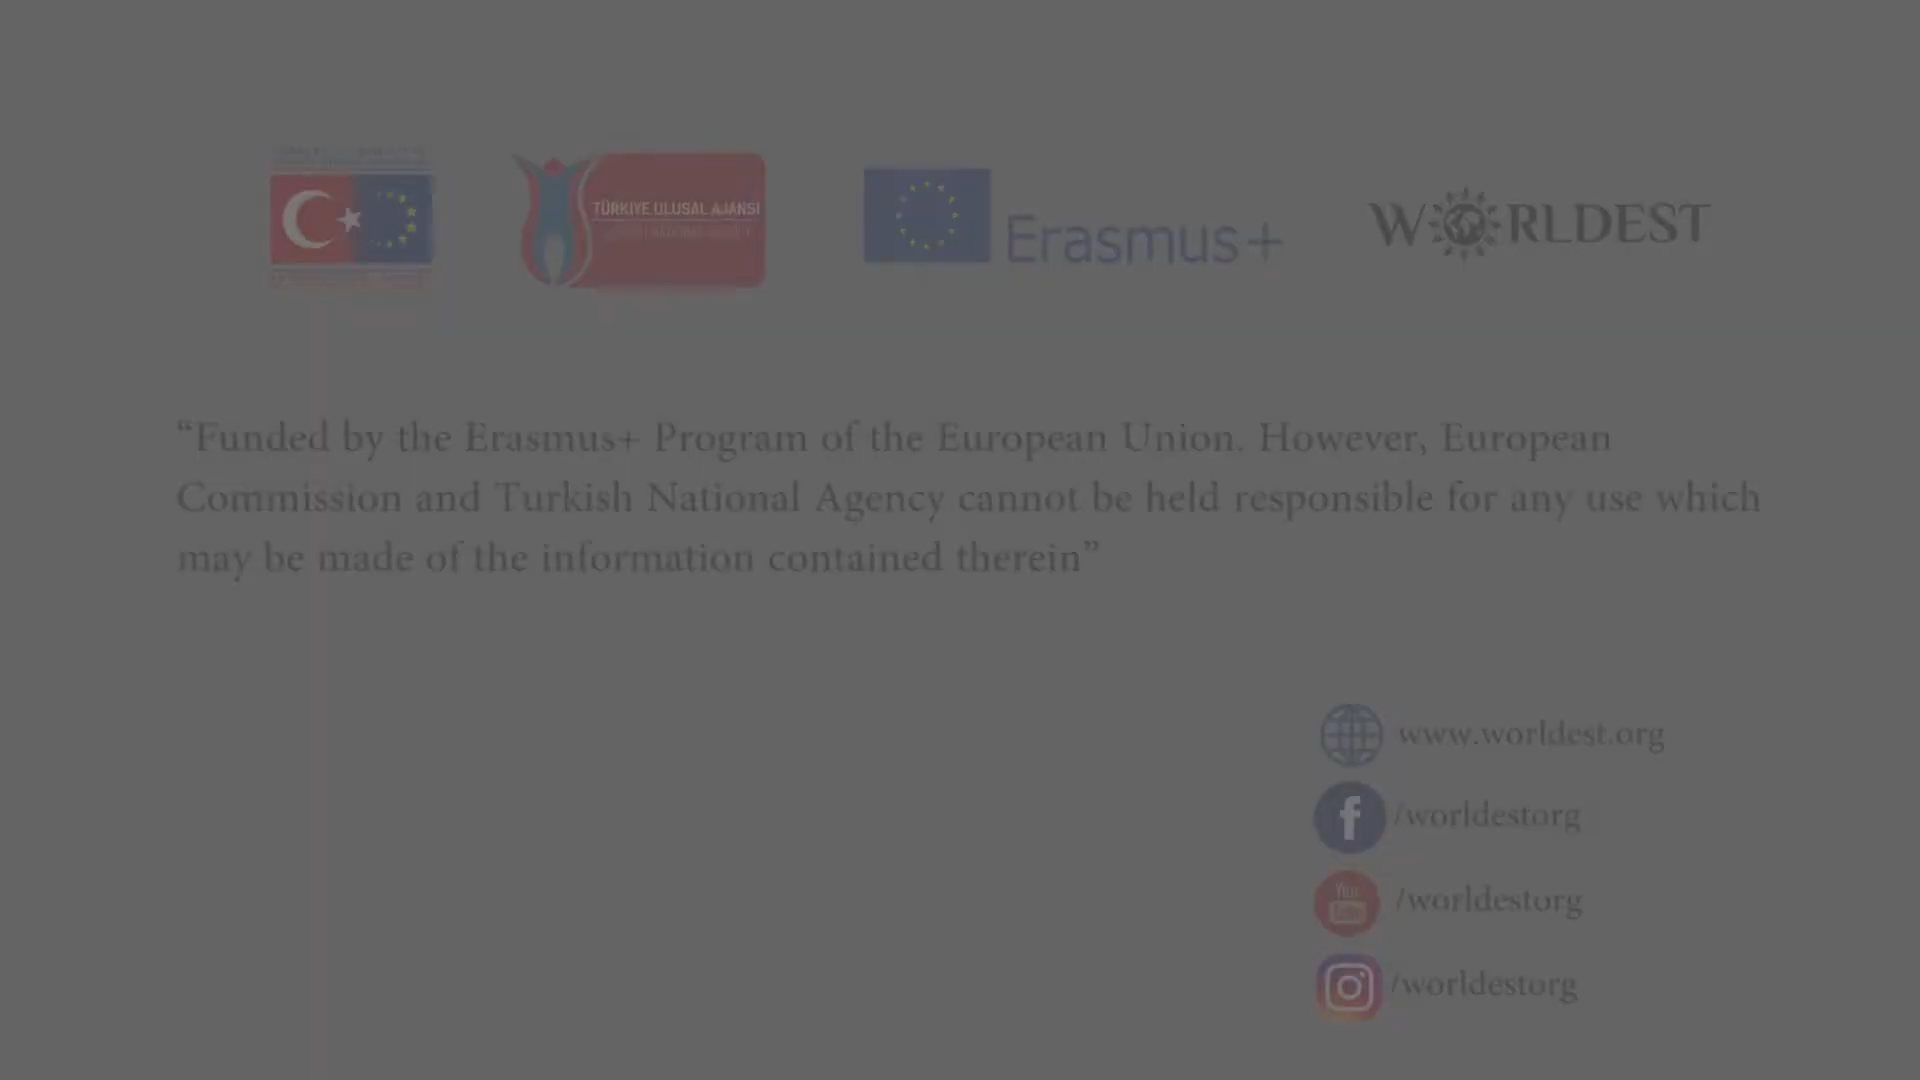 TÜRKİYE ULUSAL AJANSI
Erasmus+
WORLDEST
“Funded by the Erasmus+ Program of the European Union. However, European
Commission and Turkish National Agency cannot be held responsible for any use which
may be made of the information contained therein”
www.worldest.org
/worldestorg
You
Tube
/worldestorg
/worldestorg